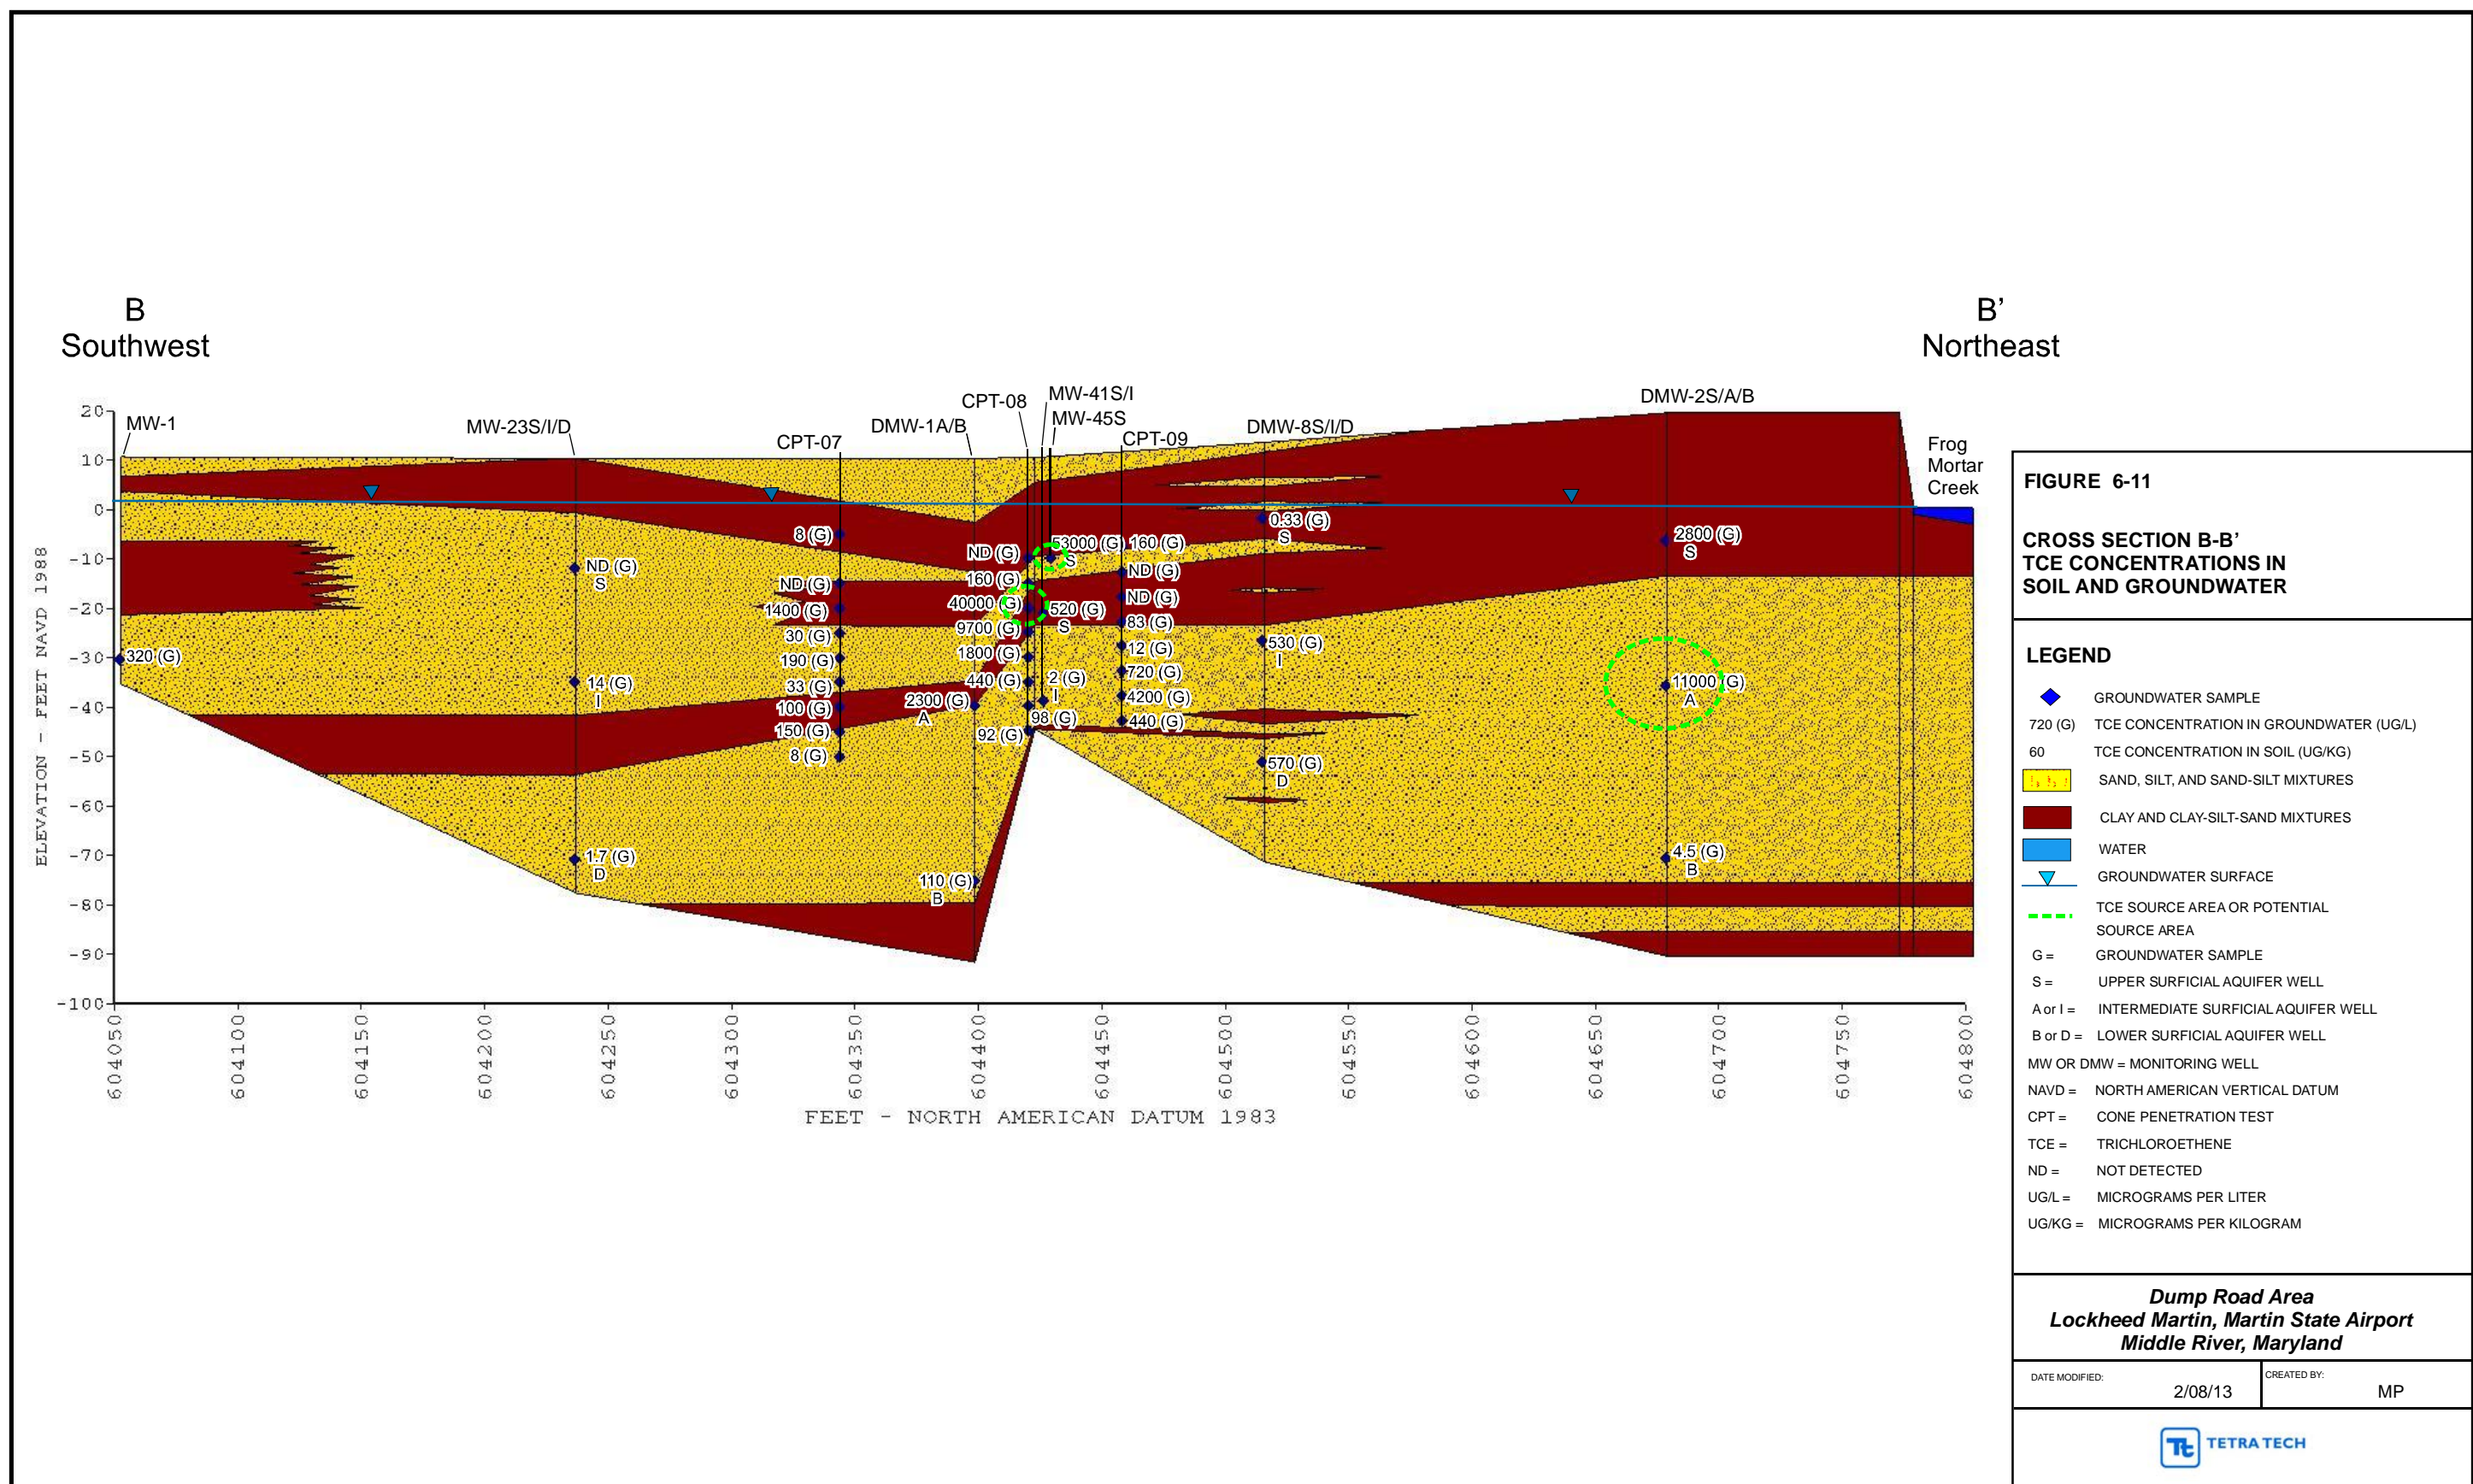 B
Southwest
B’
Northeast
MW-1
MW-23S/I/D
CPT-07
DMW-1A/B
CPT-08
MW-41S/I
MW-45S
CPT-09
DMW-8S/I/D
DMW-2S/A/B
Frog
Mortar
Creek
ELEVATION - FEET NAVD 1988
20
10
0
-10
-20
-30
-40
-50
-60
-70
-80
-90
-100
320 (G)
ND (G)
S
14 (G)
I
1.7 (G)
D
8 (G)
ND (G)
1400 (G)
30 (G)
190 (G)
33 (G)
100 (G)
150 (G)
8 (G)
2300 (G)
A
110 (G)
B
ND (G)
160 (G)
40000 (G)
9700 (G)
1800 (G)
440 (G)
98 (G)
92 (G)
53000 (G)
S
520 (G)
S
2 (G)
I
160 (G)
ND (G)
ND (G)
83 (G)
12 (G)
720 (G)
4200 (G)
440 (G)
0.33 (G)
S
530 (G)
I
570 (G)
D
2800 (G)
S
11000 (G)
A
4.5 (G)
B
604050
604100
604150
604200
604250
604300
604350
604400
604450
604500
604550
604600
604650
604700
604750
604800
FEET - NORTH AMERICAN DATUM 1983
FIGURE 6-11
CROSS SECTION B-B’
TCE CONCENTRATIONS IN
SOIL AND GROUNDWATER
LEGEND
GROUNDWATER SAMPLE
720 (G) TCE CONCENTRATION IN GROUNDWATER (UG/L)
60 TCE CONCENTRATION IN SOIL (UG/KG)
SAND, SILT, AND SAND-SILT MIXTURES
CLAY AND CLAY-SILT-SAND MIXTURES
WATER
GROUNDWATER SURFACE
TCE SOURCE AREA OR POTENTIAL
SOURCE AREA
G = GROUNDWATER SAMPLE
S = UPPER SURFICIAL AQUIFER WELL
A or I = INTERMEDIATE SURFICIAL AQUIFER WELL
B or D = LOWER SURFICIAL AQUIFER WELL
MW OR DMW = MONITORING WELL
NAVD = NORTH AMERICAN VERTICAL DATUM
CPT = CONE PENETRATION TEST
TCE = TRICHLOROETHENE
ND = NOT DETECTED
UG/L = MICROGRAMS PER LITER
UG/KG = MICROGRAMS PER KILOGRAM
Dump Road Area
Lockheed Martin, Martin State Airport
Middle River, Maryland
DATE MODIFIED:
2/08/13
CREATED BY:
MP
Tt TETRA TECH